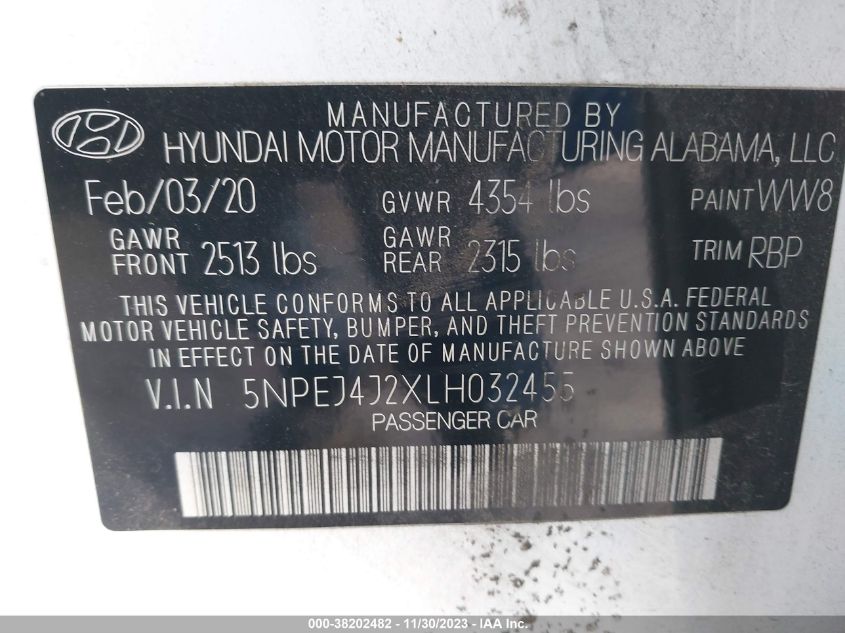 MANUFACTURED BY
HYUNDAI MOTOR MANUFACTURING ALABAMA, LLC
Feb/03/20 GVWR 4354 lbs PAINT WW8
GAWR FRONT 2513 lbs GAWR REAR 2315 lbs TRIM RBP
THIS VEHICLE CONFORMS TO ALL APPLICABLE U.S.A. FEDERAL
MOTOR VEHICLE SAFETY, BUMPER, AND THEFT PREVENTION STANDARDS
IN EFFECT ON THE DATE OF MANUFACTURE SHOWN ABOVE
V.I.N 5NPEJ4J2XLH032455
PASSENGER CAR
000-38202482 - 11/30/2023 - IAA Inc.